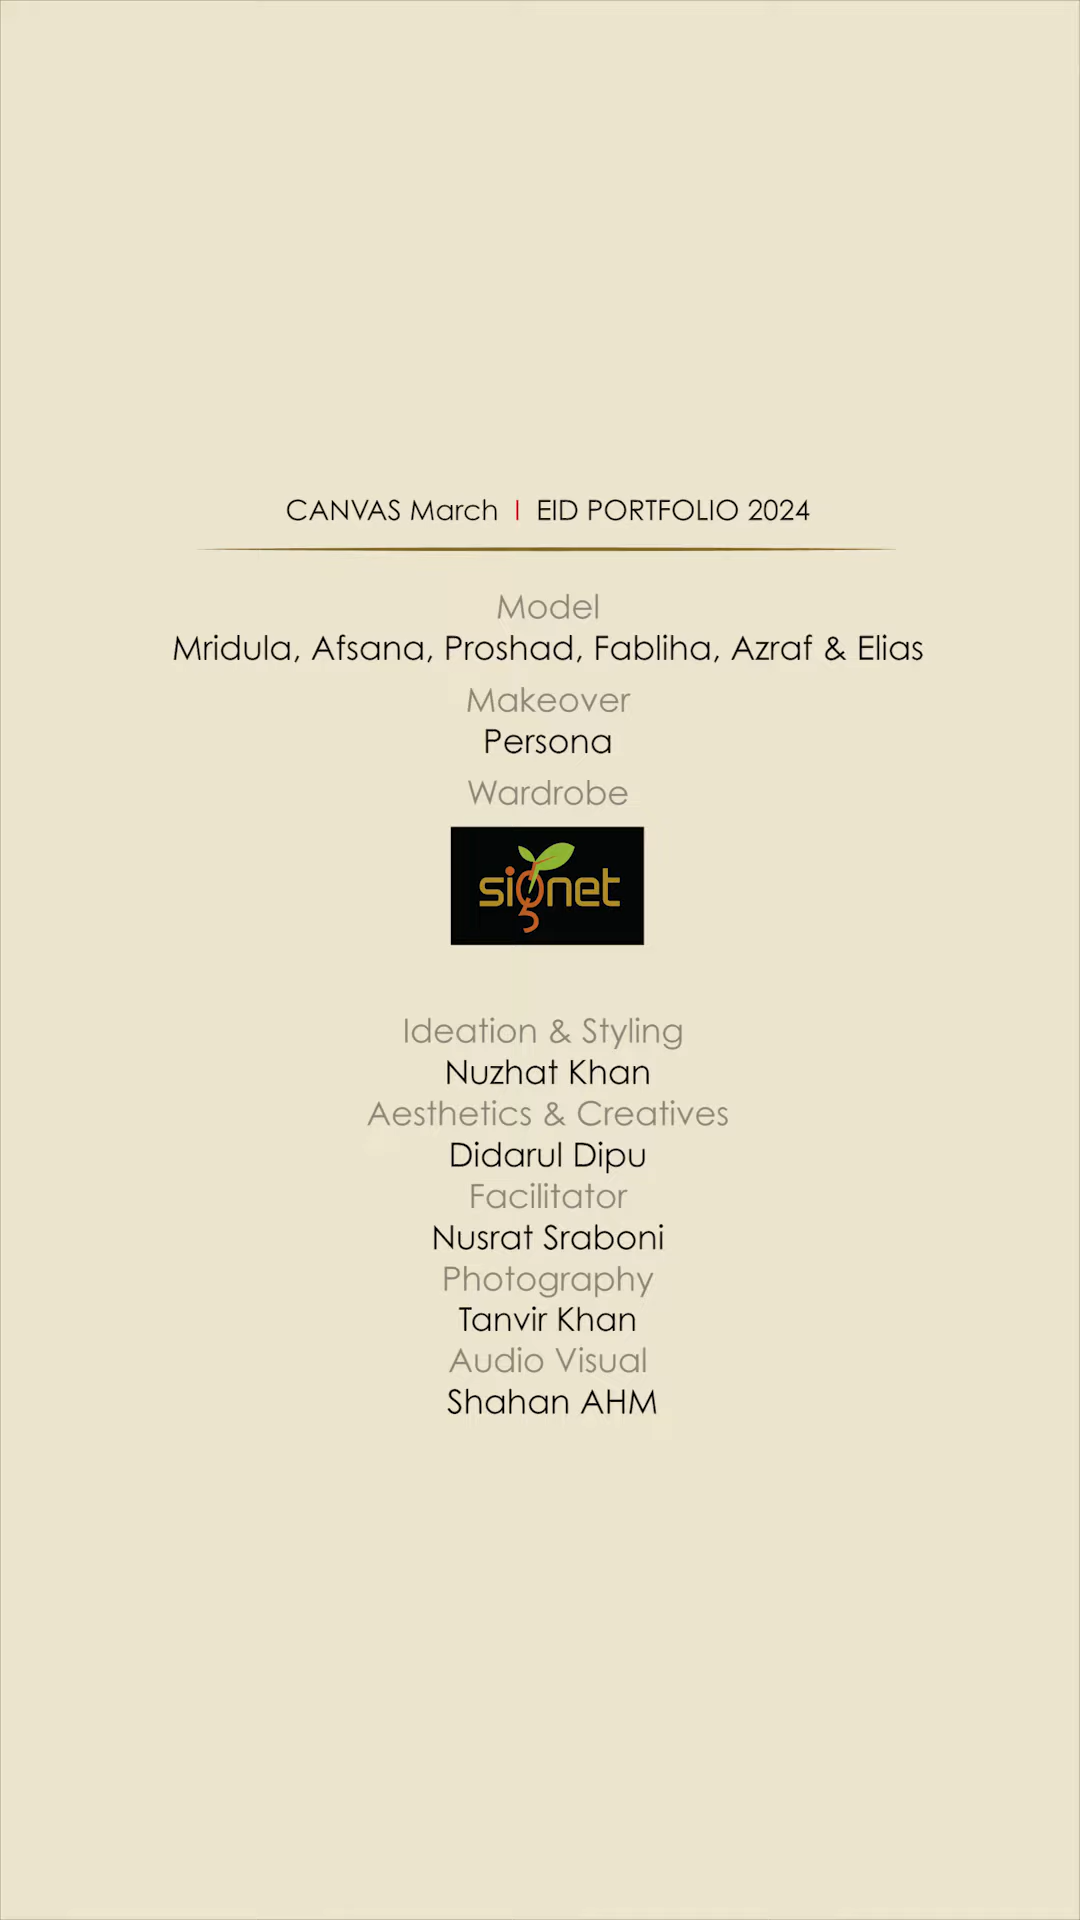 CANVAS March | EID PORTFOLIO 2024
Model
Mridula, Afsana, Proshad, Fabliha, Azraf & Elias
Makeover
Persona
Wardrobe
signet
Ideation & Styling
Nuzhat Khan
Aesthetics & Creatives
Didarul Dipu
Facilitator
Nusrat Sraboni
Photography
Tanvir Khan
Audio Visual
Shahan AHM